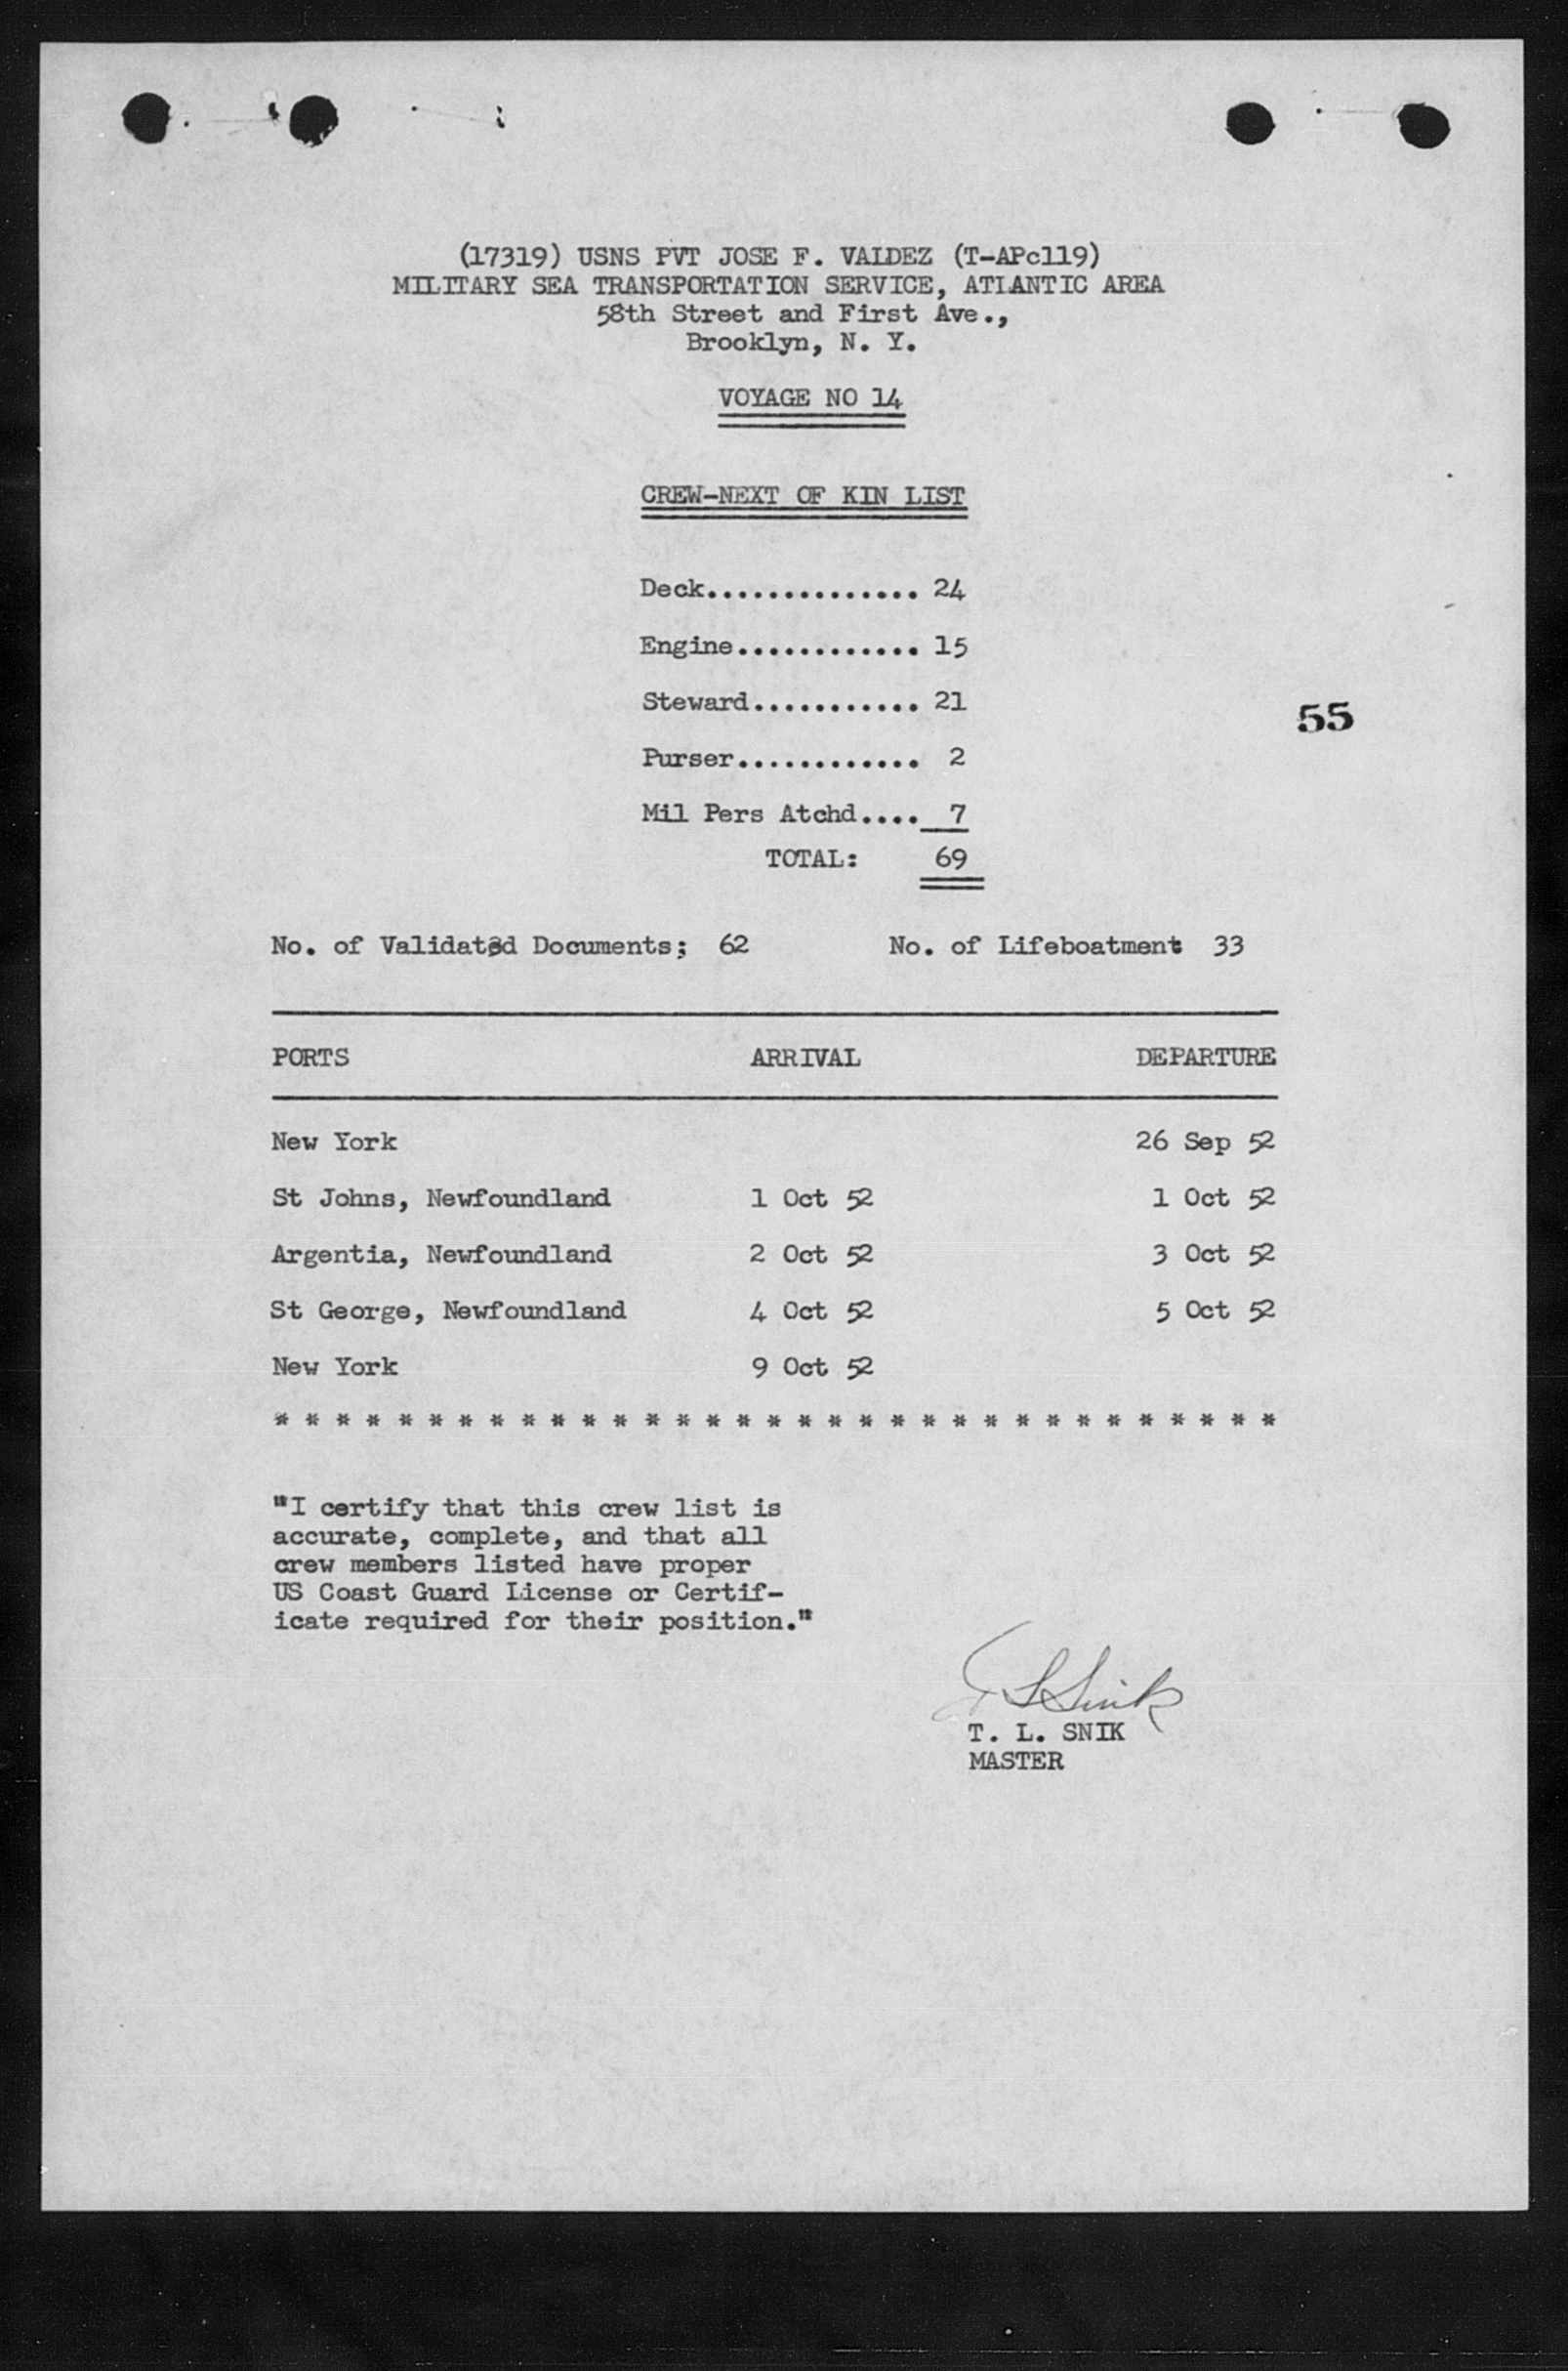 (17319) USNS PVT JOSE F. VALDEZ (T-APc119)
MILITARY SEA TRANSPORTATION SERVICE, ATLANTIC AREA
58th Street and First Ave.,
Brooklyn, N. Y.
VOYAGE NO 14
CREW-NEXT OF KIN LIST
Deck.............. 24
Engine............ 15
Steward........... 21
55
Purser............ 2
Mil Pers Atchd.... 7
TOTAL: 69
No. of Validated Documents; 62 No. of Lifeboatmen: 33
PORTS ARRIVAL DEPARTURE
New York 26 Sep 52
St Johns, Newfoundland 1 Oct 52 1 Oct 52
Argentia, Newfoundland 2 Oct 52 3 Oct 52
St George, Newfoundland 4 Oct 52 5 Oct 52
New York 9 Oct 52
* * * * * * * * * * * * * * * * * * * * * * * * * * * * * * * * *
"I certify that this crew list is
accurate, complete, and that all
crew members listed have proper
US Coast Guard License or Certif-
icate required for their position."
T L Snik
T. L. SNIK
MASTER